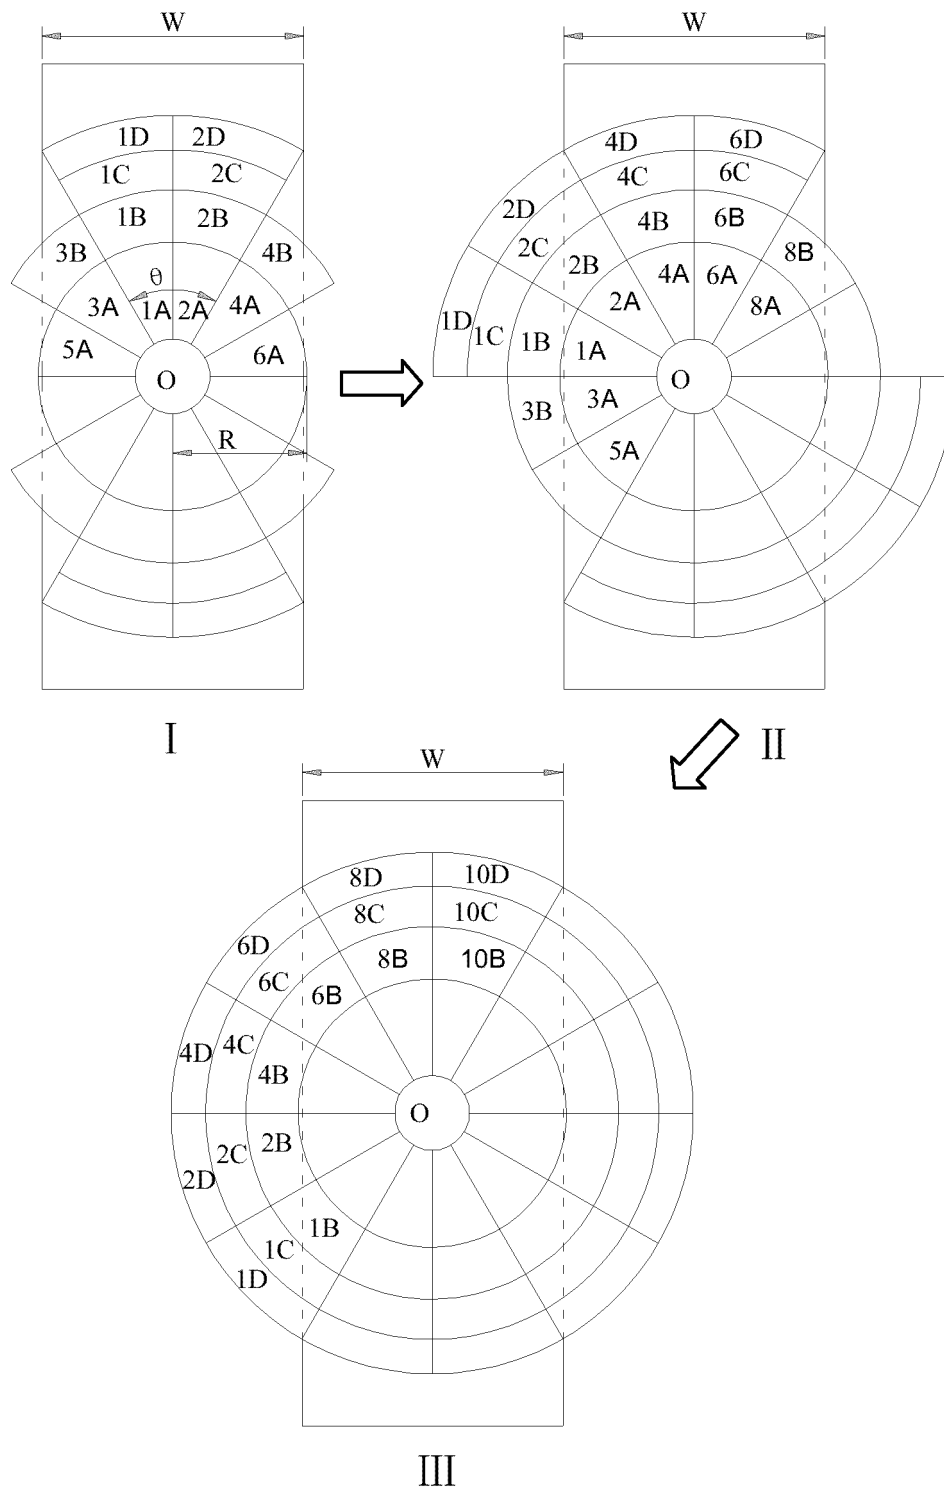 W
W
1D 2D
1C 2C
1B 2B
3B 4B
θ
3A 1A 2A 4A
5A 6A
O
R
I
4D 6D
4C 6C
2D
2C 4B 6B
2B 8B
4A 6A
2A 8A
1D 1C 1B 1A
O
3B 3A
5A
II
W
8D 10D
8C 10C
6D 8B 10B
6C 6B
4D 4C
4B
O
2B
2C
2D
1B
1C
1D
III